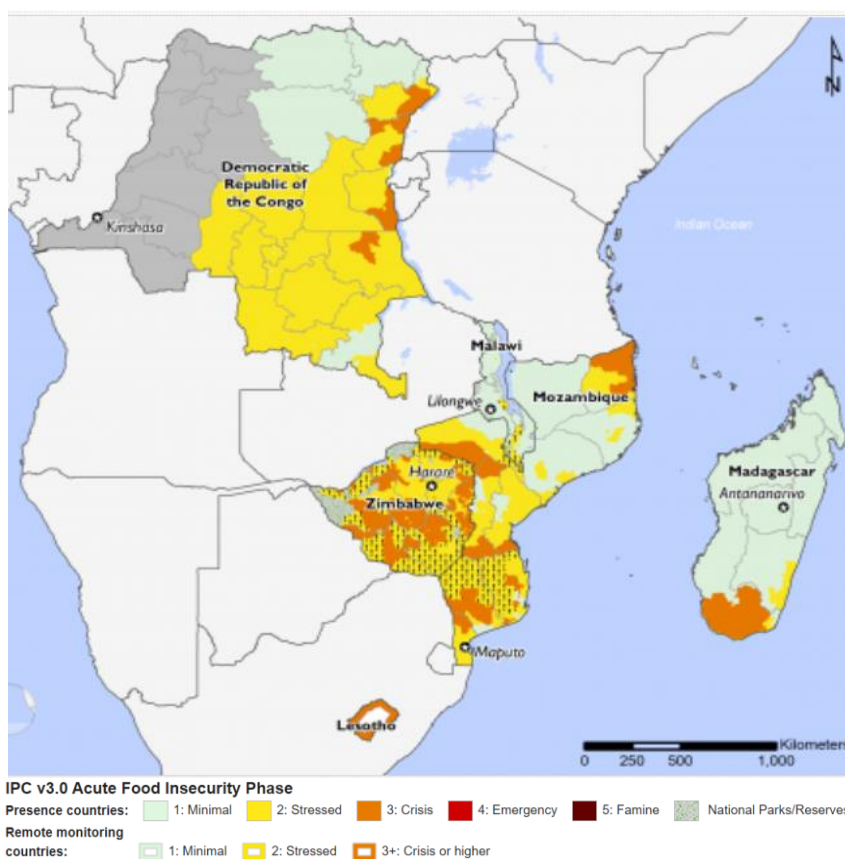 Democratic
Republic of
the Congo
Kinshasa
Indian Ocean
Malawi
Lilongwe
Mozambique
Harare
Zimbabwe
Madagascar
Antananarivo
Maputo
Lesotho
N
Kilometers
0 250 500 1,000
IPC v3.0 Acute Food Insecurity Phase
Presence countries: 1: Minimal 2: Stressed 3: Crisis 4: Emergency 5: Famine National Parks/Reserves
Remote monitoring
countries: 1: Minimal 2: Stressed 3+: Crisis or higher